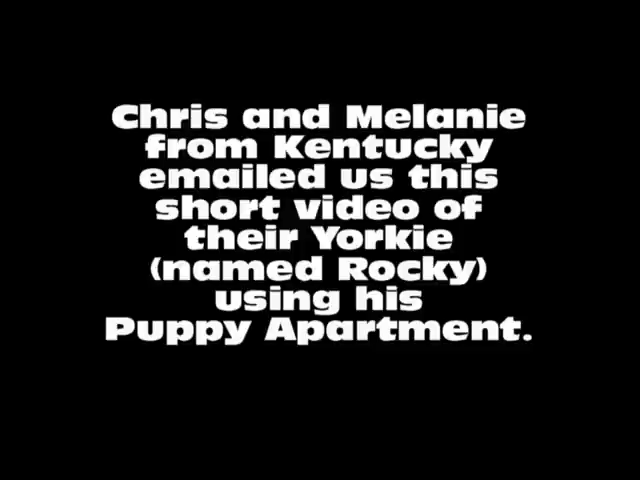 Chris and Melanie
from Kentucky
emailed us this
short video of
their Yorkie
(named Rocky)
using his
Puppy Apartment.